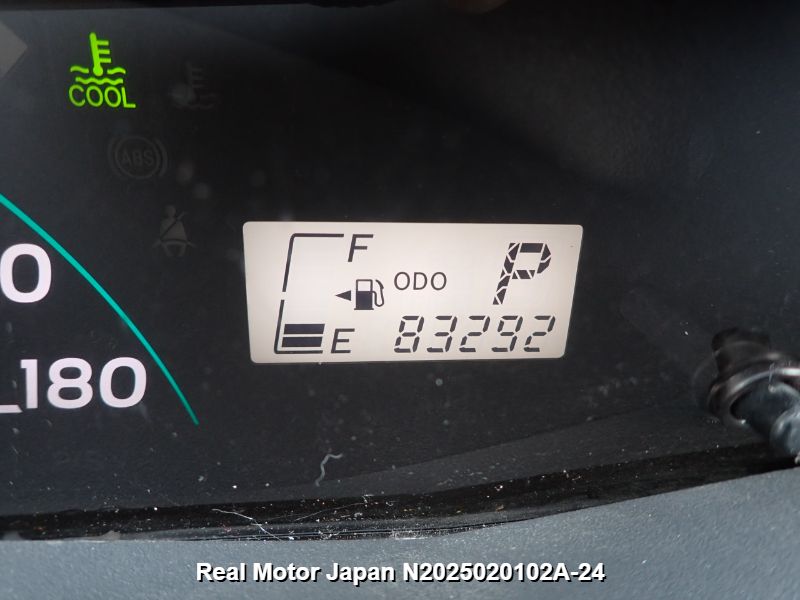 COOL
ABS
F
P
ODO
E
83292
0
180
Real Motor Japan N2025020102A-24